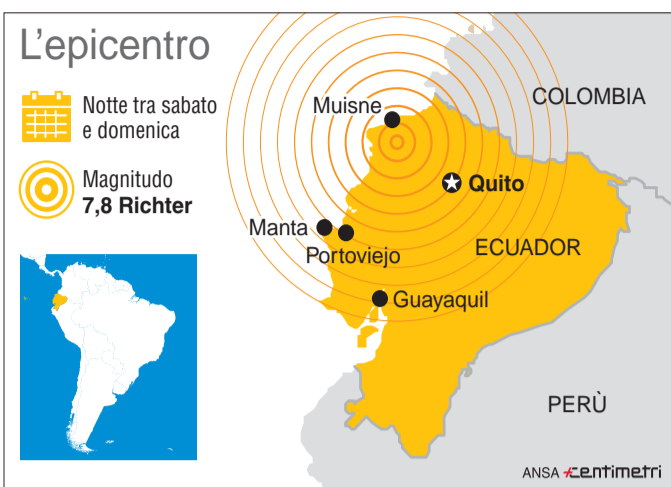 L'epicentro
Notte tra sabato
e domenica
Magnitudo
7,8 Richter
COLOMBIA
Muisne
Quito
Manta
Portoviejo
ECUADOR
Guayaquil
PERÙ
ANSA centimetri